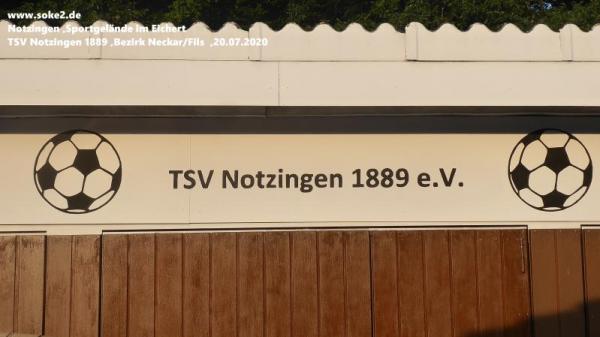 www.soke2.de
Notzingen ,Sportgelände Im Eichert
TSV Notzingen 1889 ,Bezirk Neckar/Fils ,20.07.2020
TSV Notzingen 1889 e.V.